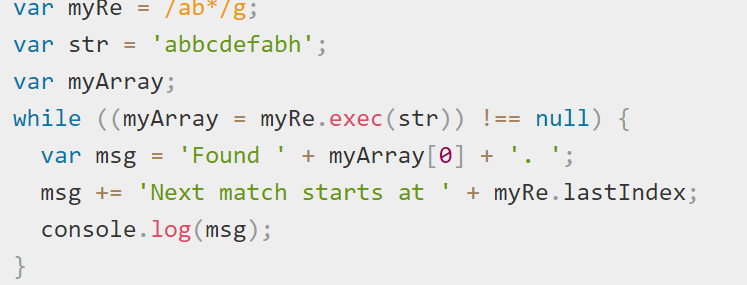 var myRe = /ab*/g;
var str = 'abbcdefabh';
var myArray;
while ((myArray = myRe.exec(str)) !== null) {
  var msg = 'Found ' + myArray[0] + '. ';
  msg += 'Next match starts at ' + myRe.lastIndex;
  console.log(msg);
}